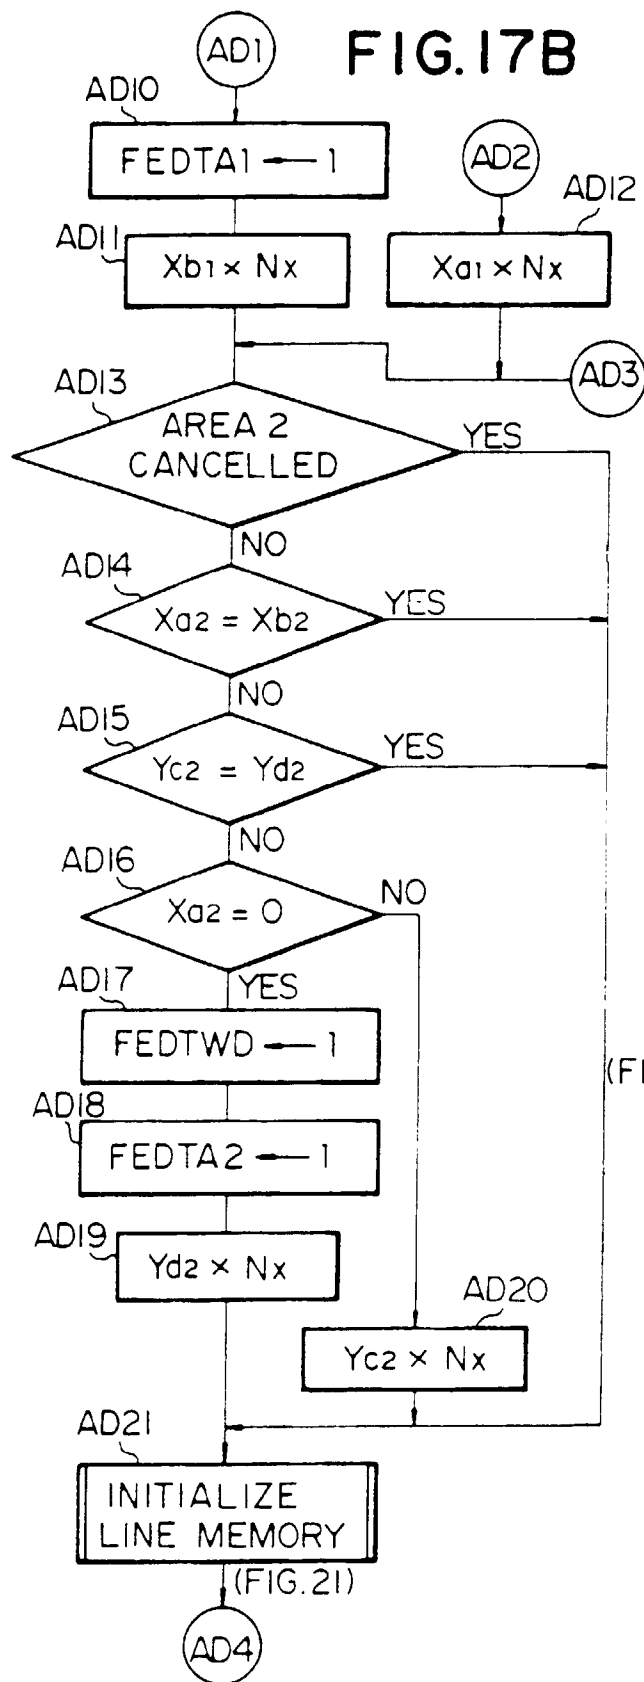 AD1
FIG.17B
AD10
FEDTA1 ← 1
AD2
AD11
Xb1 × Nx
AD12
Xa1 × Nx
AD3
AD13
AREA 2
CANCELLED
YES
NO
AD14
Xa2 = Xb2
YES
NO
AD15
Yc2 = Yd2
YES
NO
AD16
Xa2 = 0
NO
YES
AD17
FEDTWD ← 1
(FI
AD18
FEDTA2 ← 1
AD19
Yd2 × Nx
AD20
Yc2 × Nx
AD21
INITIALIZE
LINE MEMORY
(FIG.21)
AD4